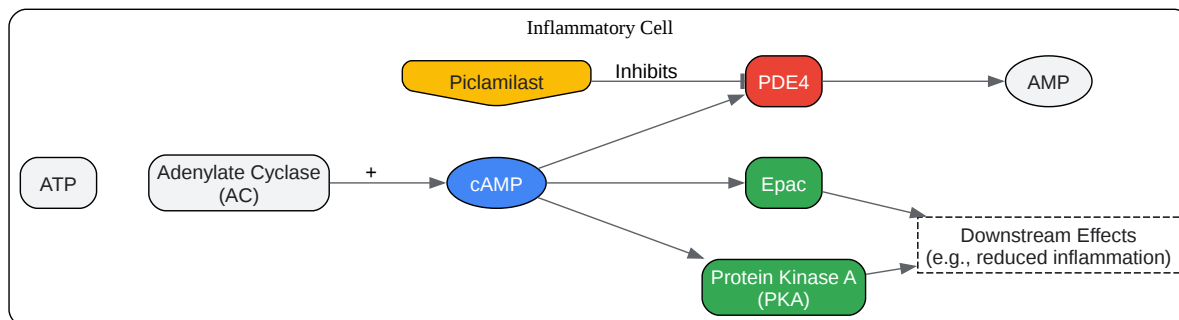 Inflammatory Cell
Piclamilast
Inhibits
PDE4
AMP
ATP
Adenylate Cyclase
(AC)
+
cAMP
Epac
Downstream Effects
(e.g., reduced inflammation)
Protein Kinase A
(PKA)